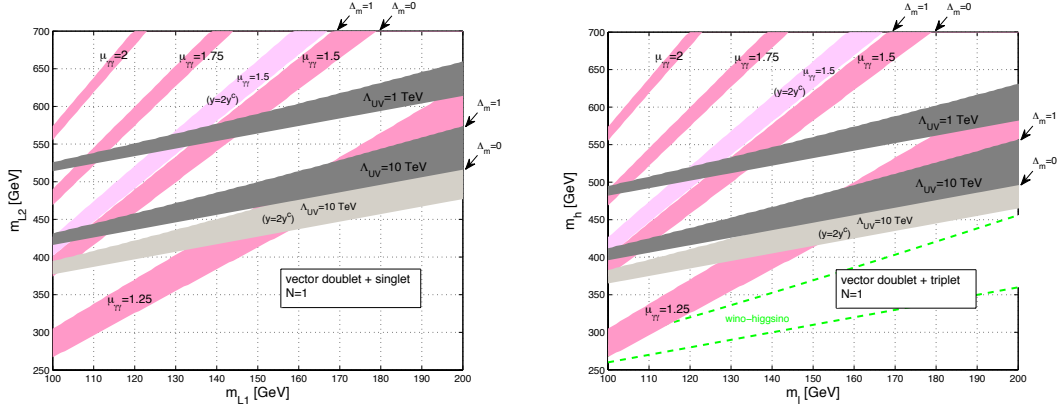 Δm=1 Δm=0
700
650
600
550
500
450
400
350
300
250
mL2 [GeV]
μγγ=2
μγγ=1.75
μγγ=1.5
(y=2yc)
μγγ=1.5
ΛUV=1 TeV
ΛUV=10 TeV
ΛUV=10 TeV
(y=2yc)
μγγ=1.25
Δm=1
Δm=0
vector doublet + singlet
N=1
100 110 120 130 140 150 160 170 180 190 200
mL1 [GeV]
Δm=1 Δm=0
700
650
600
550
500
450
400
350
300
250
mh [GeV]
μγγ=2
μγγ=1.75
μγγ=1.5
(y=2yc)
μγγ=1.5
ΛUV=1 TeV
ΛUV=10 TeV
ΛUV=10 TeV
(y=2yc)
μγγ=1.25
Δm=1
Δm=0
vector doublet + triplet
N=1
wino−higgsino
100 110 120 130 140 150 160 170 180 190 200
ml [GeV]